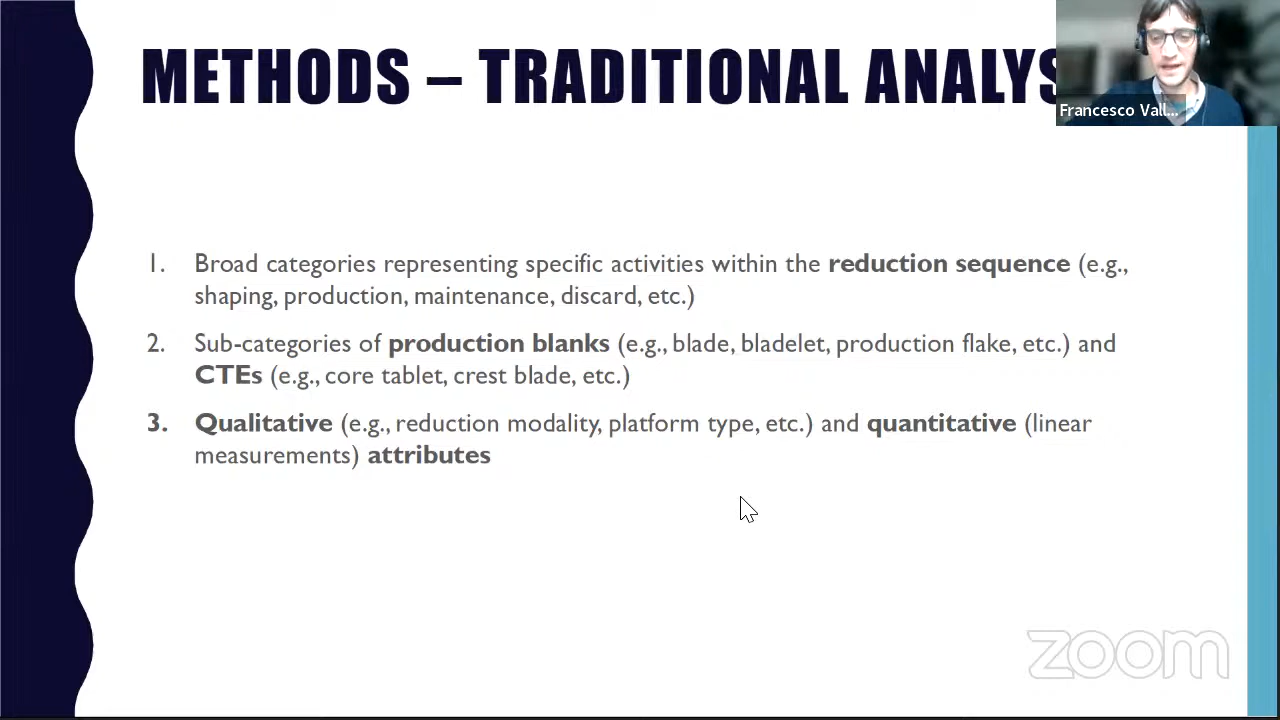 METHODS – TRADITIONAL ANALYS
Francesco Vall...
1. Broad categories representing specific activities within the reduction sequence (e.g.,
shaping, production, maintenance, discard, etc.)
2. Sub-categories of production blanks (e.g., blade, bladelet, production flake, etc.) and
CTEs (e.g., core tablet, crest blade, etc.)
3. Qualitative (e.g., reduction modality, platform type, etc.) and quantitative (linear
measurements) attributes
zoom